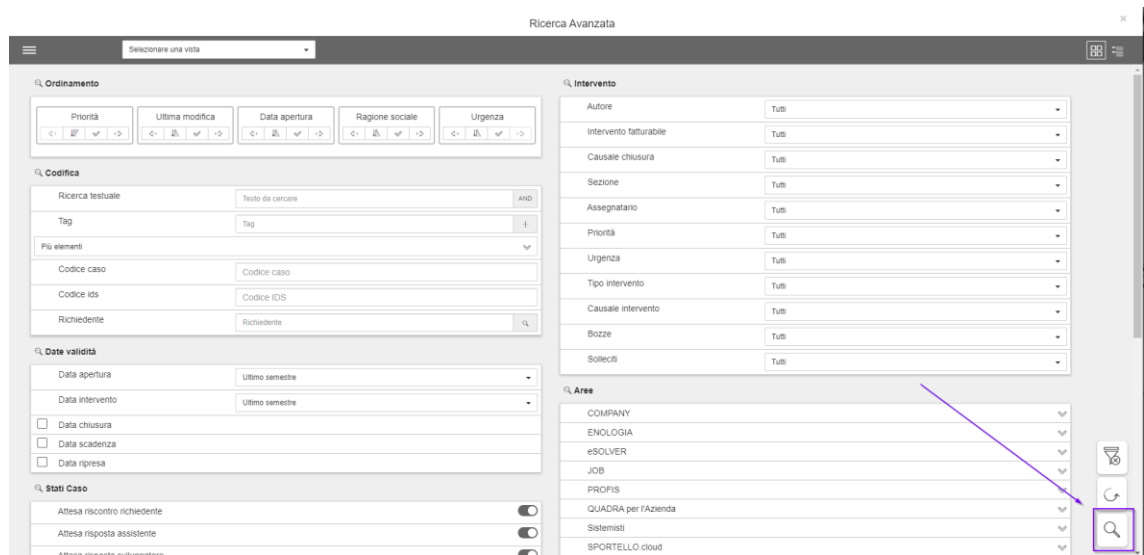 Ricerca Avanzata
Selezionare una vista
Ordinamento
Priorità
Ultima modifica
Data apertura
Ragione sociale
Urgenza
Codifica
Ricerca testuale
Testo da cercare
AND
Tag
Tag
Più elementi
Codice caso
Codice caso
Codice ids
Codice IDS
Richiedente
Richiedente
Date validità
Data apertura
Ultimo semestre
Data intervento
Ultimo semestre
Data chiusura
Data scadenza
Data ripresa
Stati Caso
Attesa riscontro richiedente
Attesa risposta assistente
Attesa risposta sviluppatore
Intervento
Autore
Tutti
Intervento fatturabile
Tutti
Causale chiusura
Tutti
Sezione
Tutti
Assegnatario
Tutti
Priorità
Tutti
Urgenza
Tutti
Tipo intervento
Tutti
Causale intervento
Tutti
Bozze
Tutti
Solleciti
Tutti
Aree
COMPANY
ENOLOGIA
eSOLVER
JOB
PROFIS
QUADRA per l'Azienda
Sistemisti
SPORTELLO.cloud